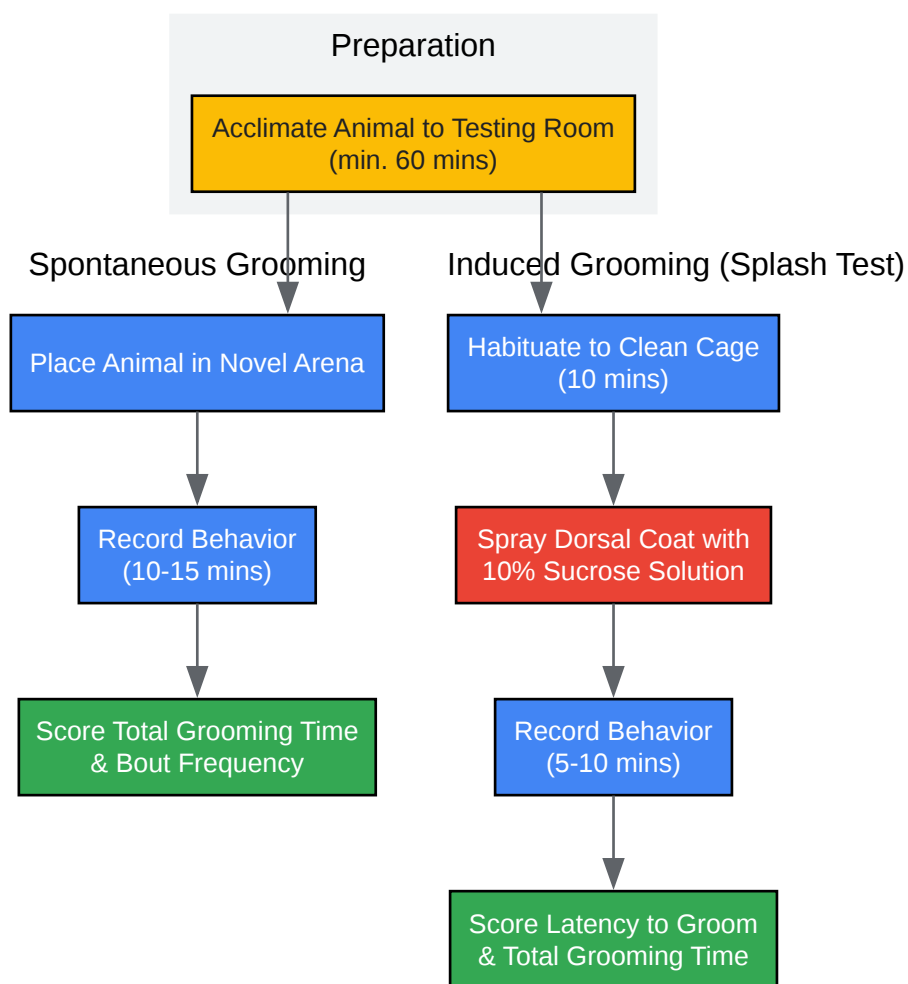 Preparation
Acclimate Animal to Testing Room
(min. 60 mins)
Spontaneous Grooming
Place Animal in Novel Arena
Record Behavior
(10-15 mins)
Score Total Grooming Time
& Bout Frequency
Induced Grooming (Splash Test)
Habituate to Clean Cage
(10 mins)
Spray Dorsal Coat with
10% Sucrose Solution
Record Behavior
(5-10 mins)
Score Latency to Groom
& Total Grooming Time